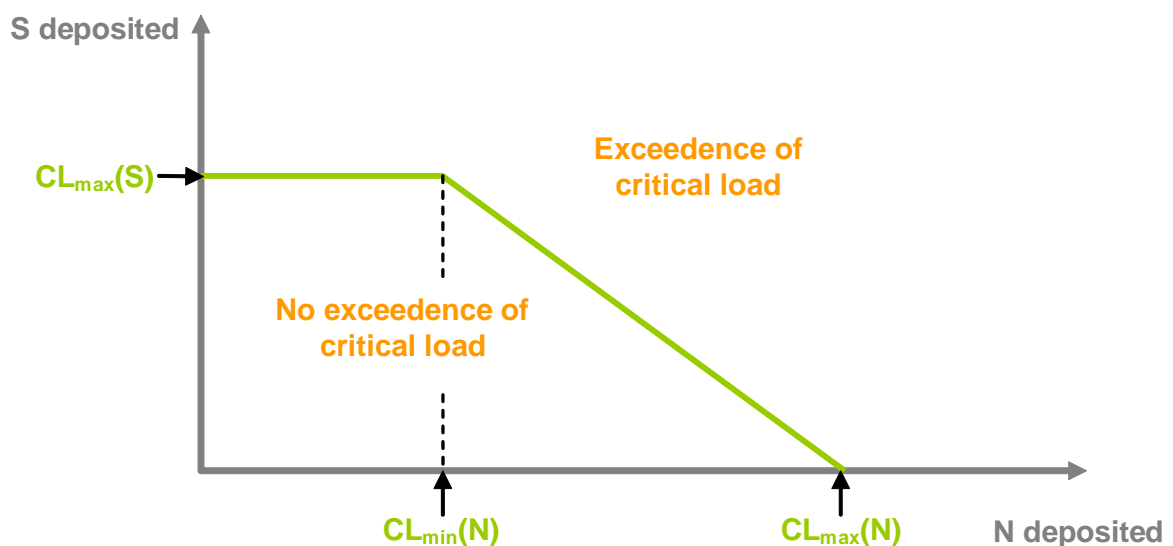 S deposited
Exceedence of
critical load
CLmax(S)
No exceedence of
critical load
CLmin(N)
CLmax(N)
N deposited